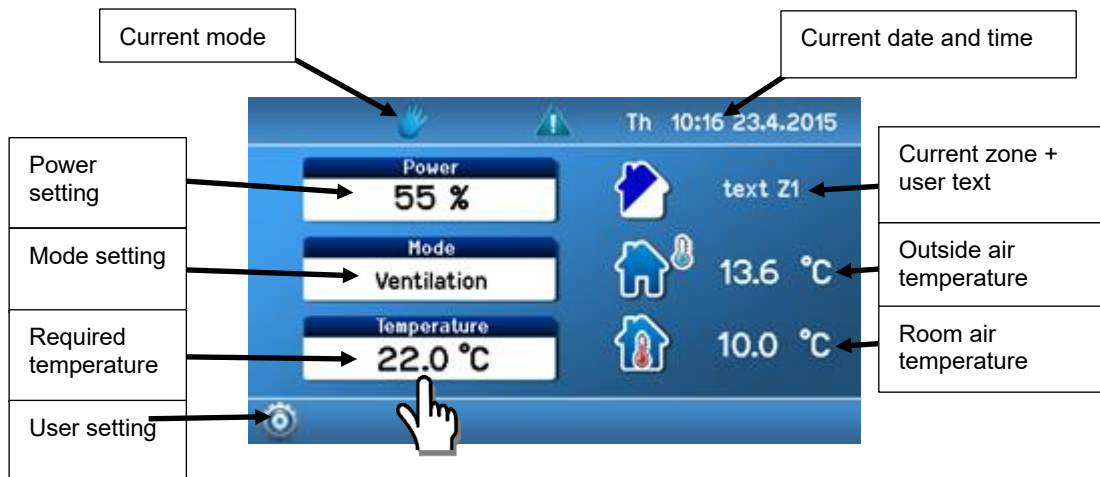 Current mode
Current date and time
Th 10:16 23.4.2015
Power
setting
Power
55 %
text Z1
Current zone +
user text
Mode setting
Mode
Ventilation
13.6 °C
Outside air
temperature
Required
temperature
Temperature
22.0 °C
10.0 °C
Room air
temperature
User setting